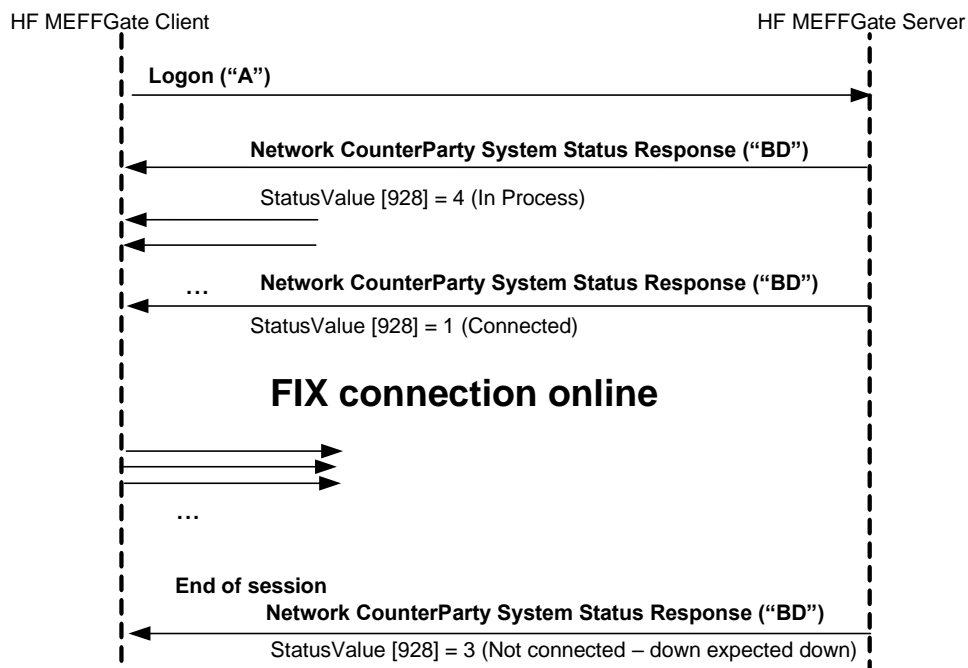 HF MEFFGate Client
HF MEFFGate Server
Logon (“A”)
Network CounterParty System Status Response (“BD”)
StatusValue [928] = 4 (In Process)
...
Network CounterParty System Status Response (“BD”)
StatusValue [928] = 1 (Connected)
FIX connection online
...
End of session
Network CounterParty System Status Response (“BD”)
StatusValue [928] = 3 (Not connected – down expected down)